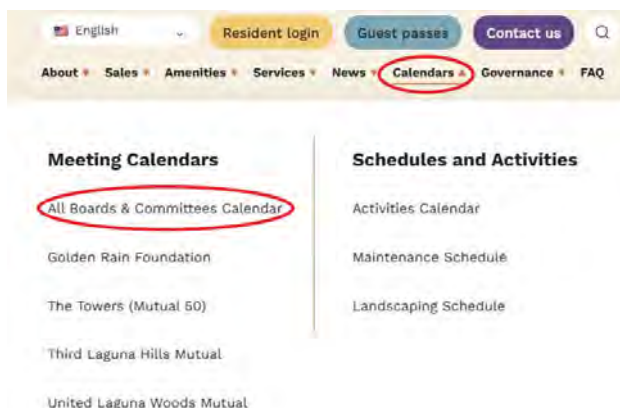 English
Resident login
Guest passes
Contact us
About Sales Amenities Services News Calendars Governance FAQ
Meeting Calendars
All Boards & Committees Calendar
Golden Rain Foundation
The Towers (Mutual 50)
Third Laguna Hills Mutual
United Laguna Woods Mutual
Schedules and Activities
Activities Calendar
Maintenance Schedule
Landscaping Schedule